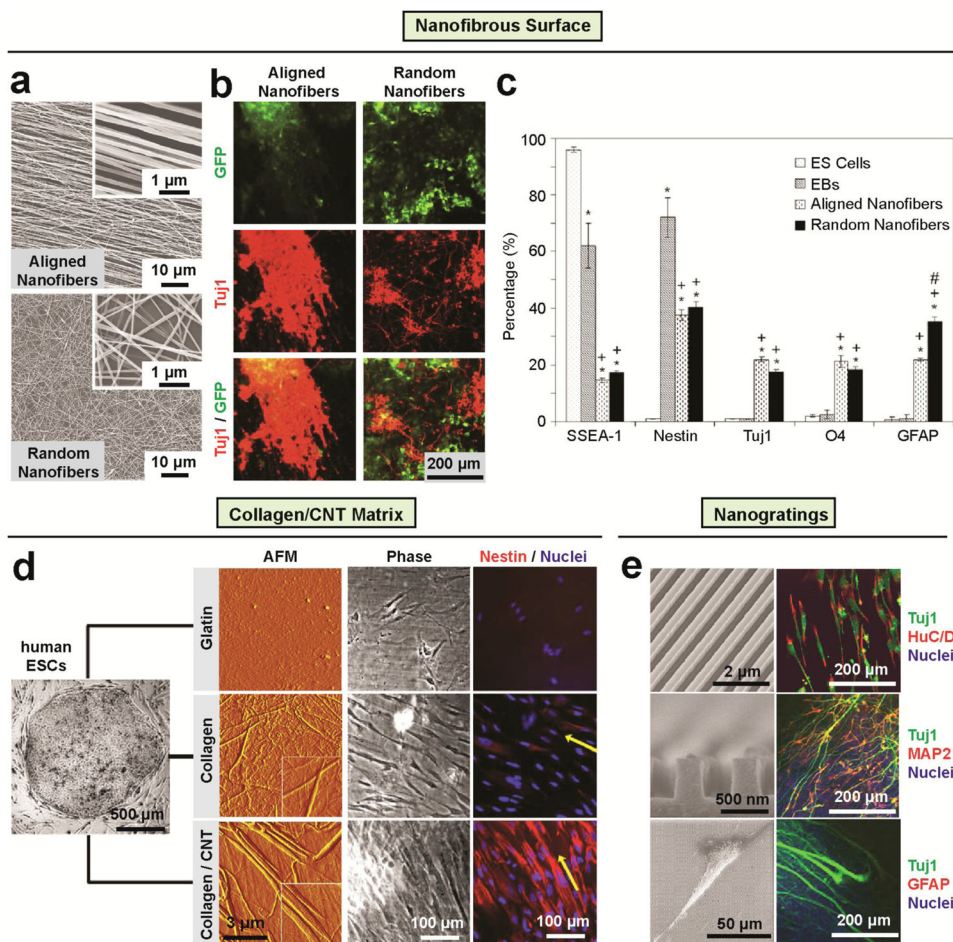 Nanofibrous Surface
a
1 µm
Aligned
Nanofibers
10 µm
1 µm
Random
Nanofibers
10 µm
b
Aligned
Nanofibers
Random
Nanofibers
GFP
Tuj1
Tuj1 / GFP
200 µm
c
Percentage (%)
100
80
60
40
20
0
ES Cells
EBs
Aligned Nanofibers
Random Nanofibers
*
*
+
*
+
*
+
*
+
*
+
*
+
*
+
*
+
*
+
*
#
+
*
SSEA-1
Nestin
Tuj1
O4
GFAP
Collagen/CNT Matrix
d
AFM
Phase
Nestin / Nuclei
human
ESCs
500 µm
Glatin
Collagen
Collagen / CNT
3 µm
100 µm
100 µm
Nanogratings
e
2 µm
200 µm
Tuj1
HuC/D
Nuclei
500 nm
200 µm
Tuj1
MAP2
Nuclei
50 µm
200 µm
Tuj1
GFAP
Nuclei